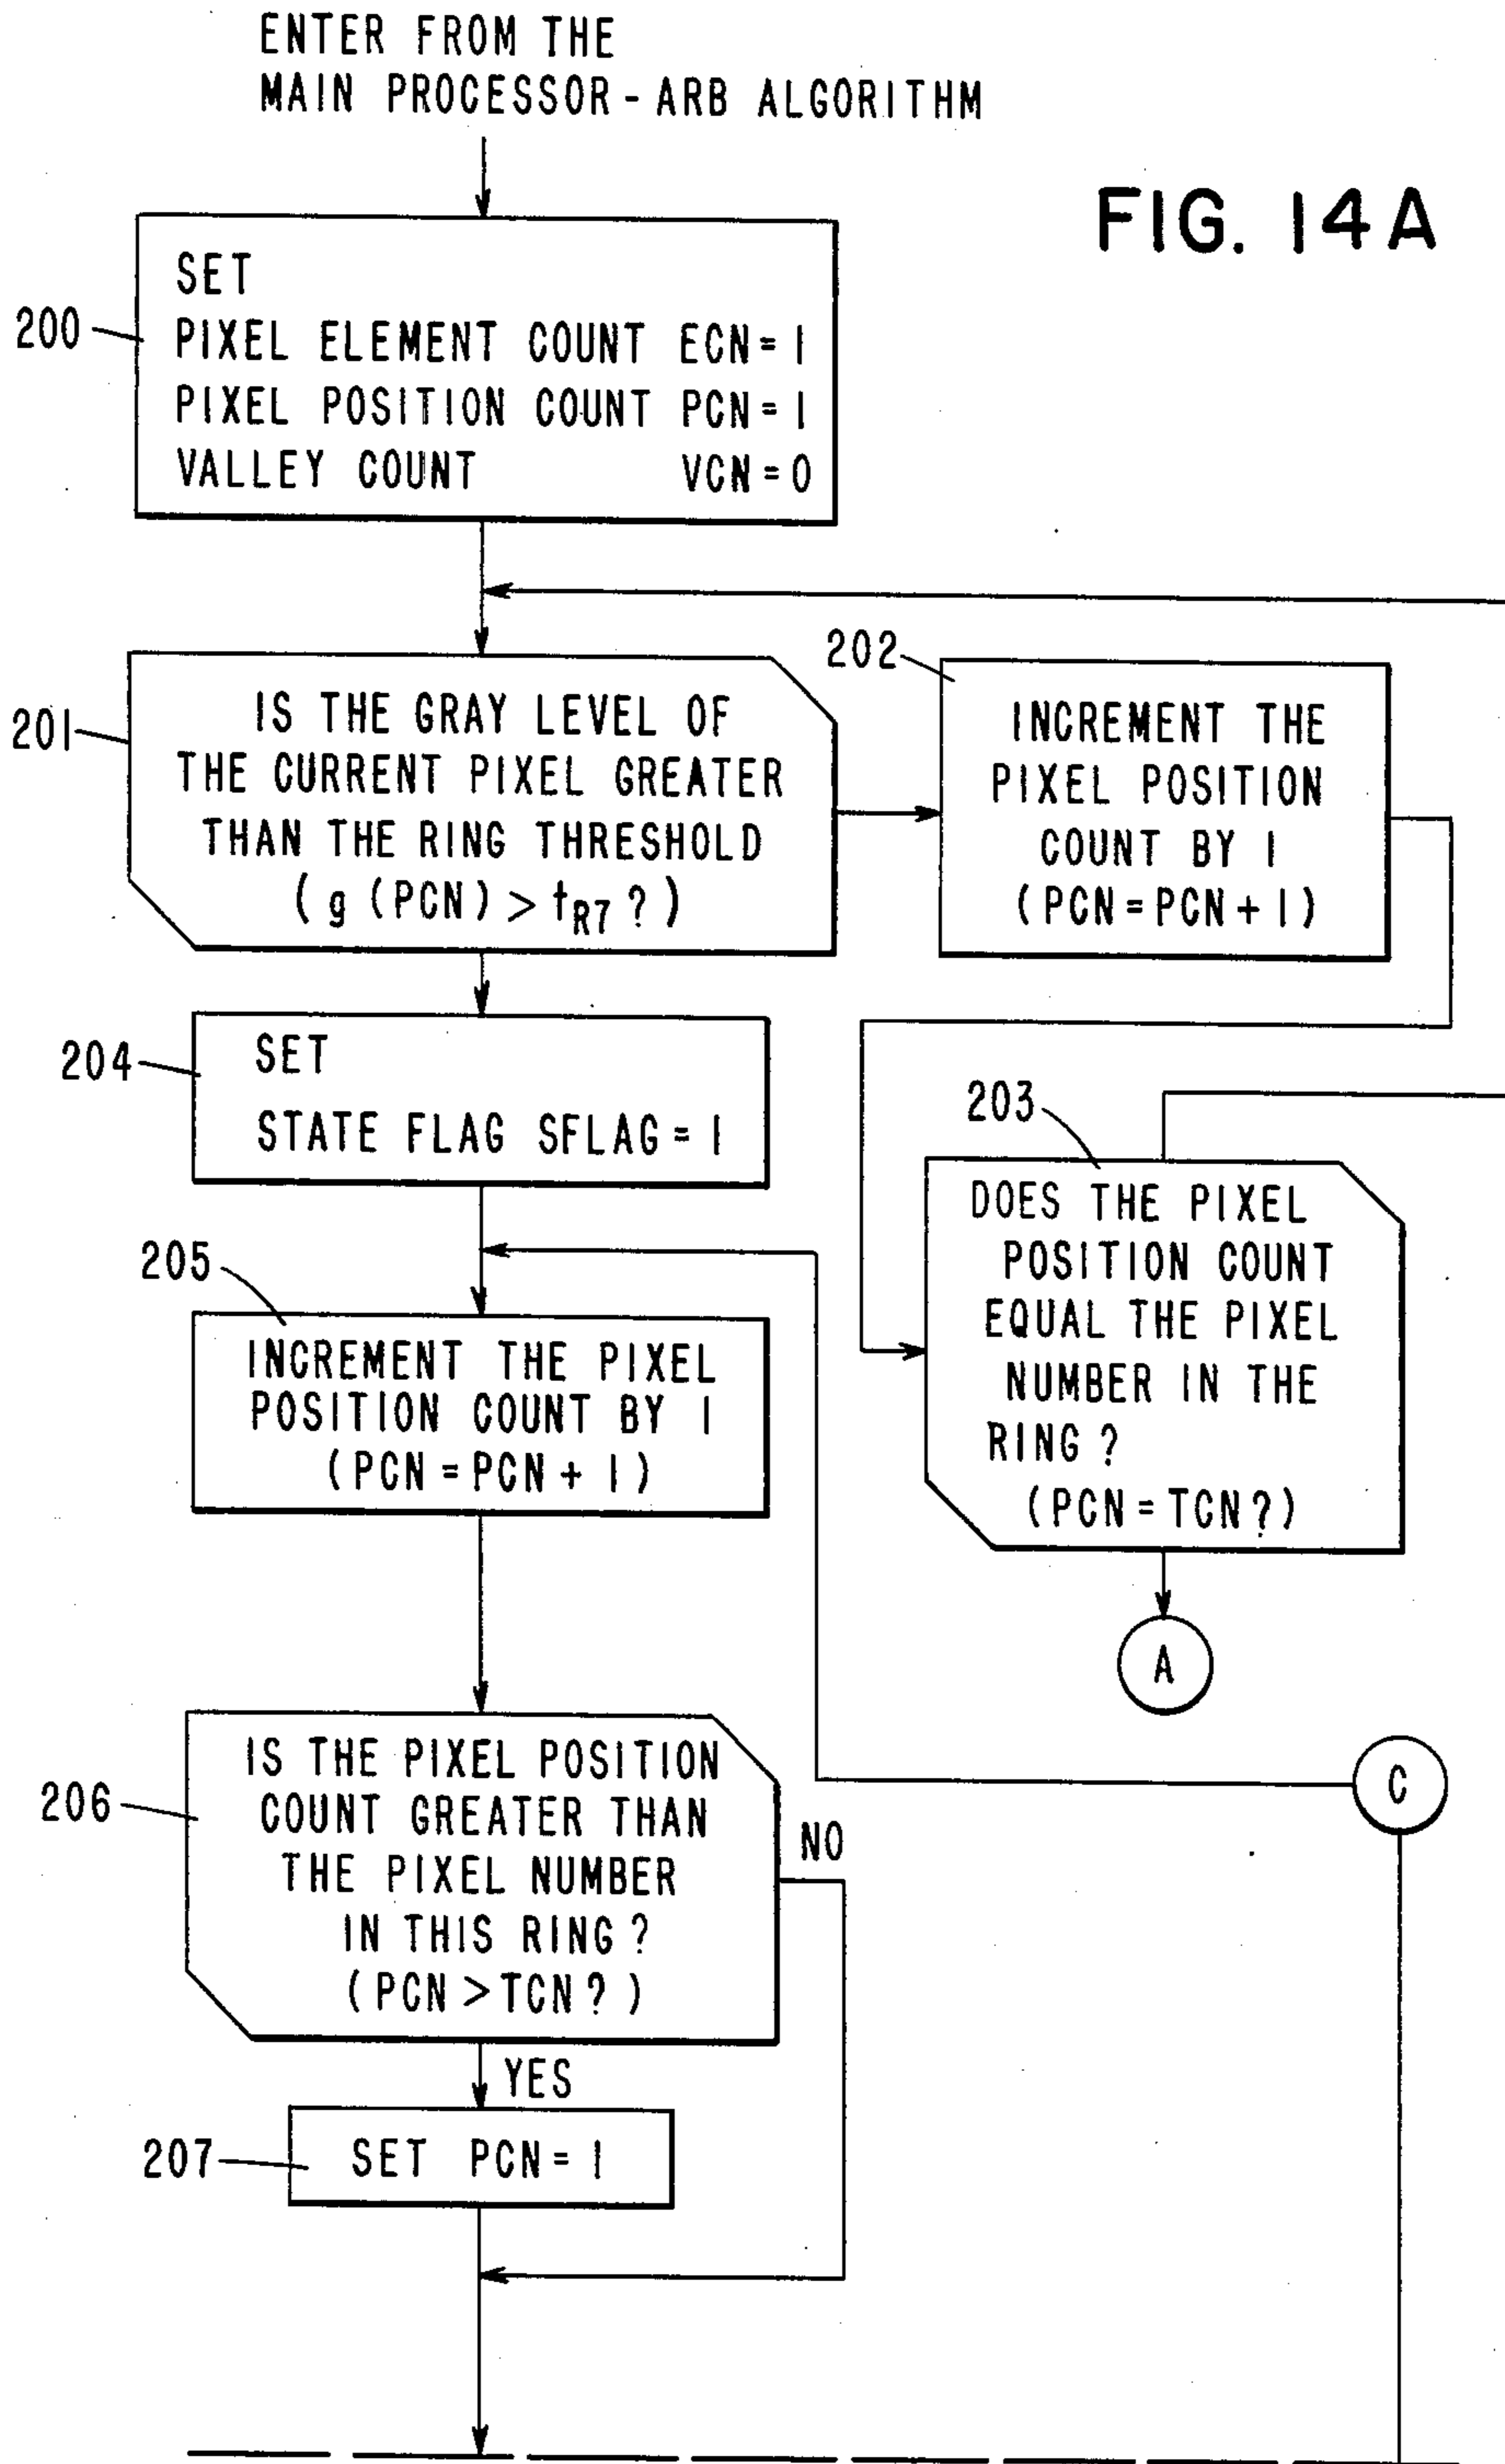 ENTER FROM THE
MAIN PROCESSOR - ARB ALGORITHM
FIG. 14A
200
SET
PIXEL ELEMENT COUNT ECN = 1
PIXEL POSITION COUNT PCN = 1
VALLEY COUNT VCN = 0
201
IS THE GRAY LEVEL OF
THE CURRENT PIXEL GREATER
THAN THE RING THRESHOLD
( g (PCN) > tR7 ? )
202
INCREMENT THE
PIXEL POSITION
COUNT BY 1
(PCN = PCN + 1)
204
SET
STATE FLAG SFLAG = 1
203
DOES THE PIXEL
POSITION COUNT
EQUAL THE PIXEL
NUMBER IN THE
RING ?
(PCN = TCN?)
A
205
INCREMENT THE PIXEL
POSITION COUNT BY 1
(PCN = PCN + 1)
C
206
IS THE PIXEL POSITION
COUNT GREATER THAN
THE PIXEL NUMBER
IN THIS RING ?
(PCN > TCN ? )
NO
YES
207
SET PCN = 1